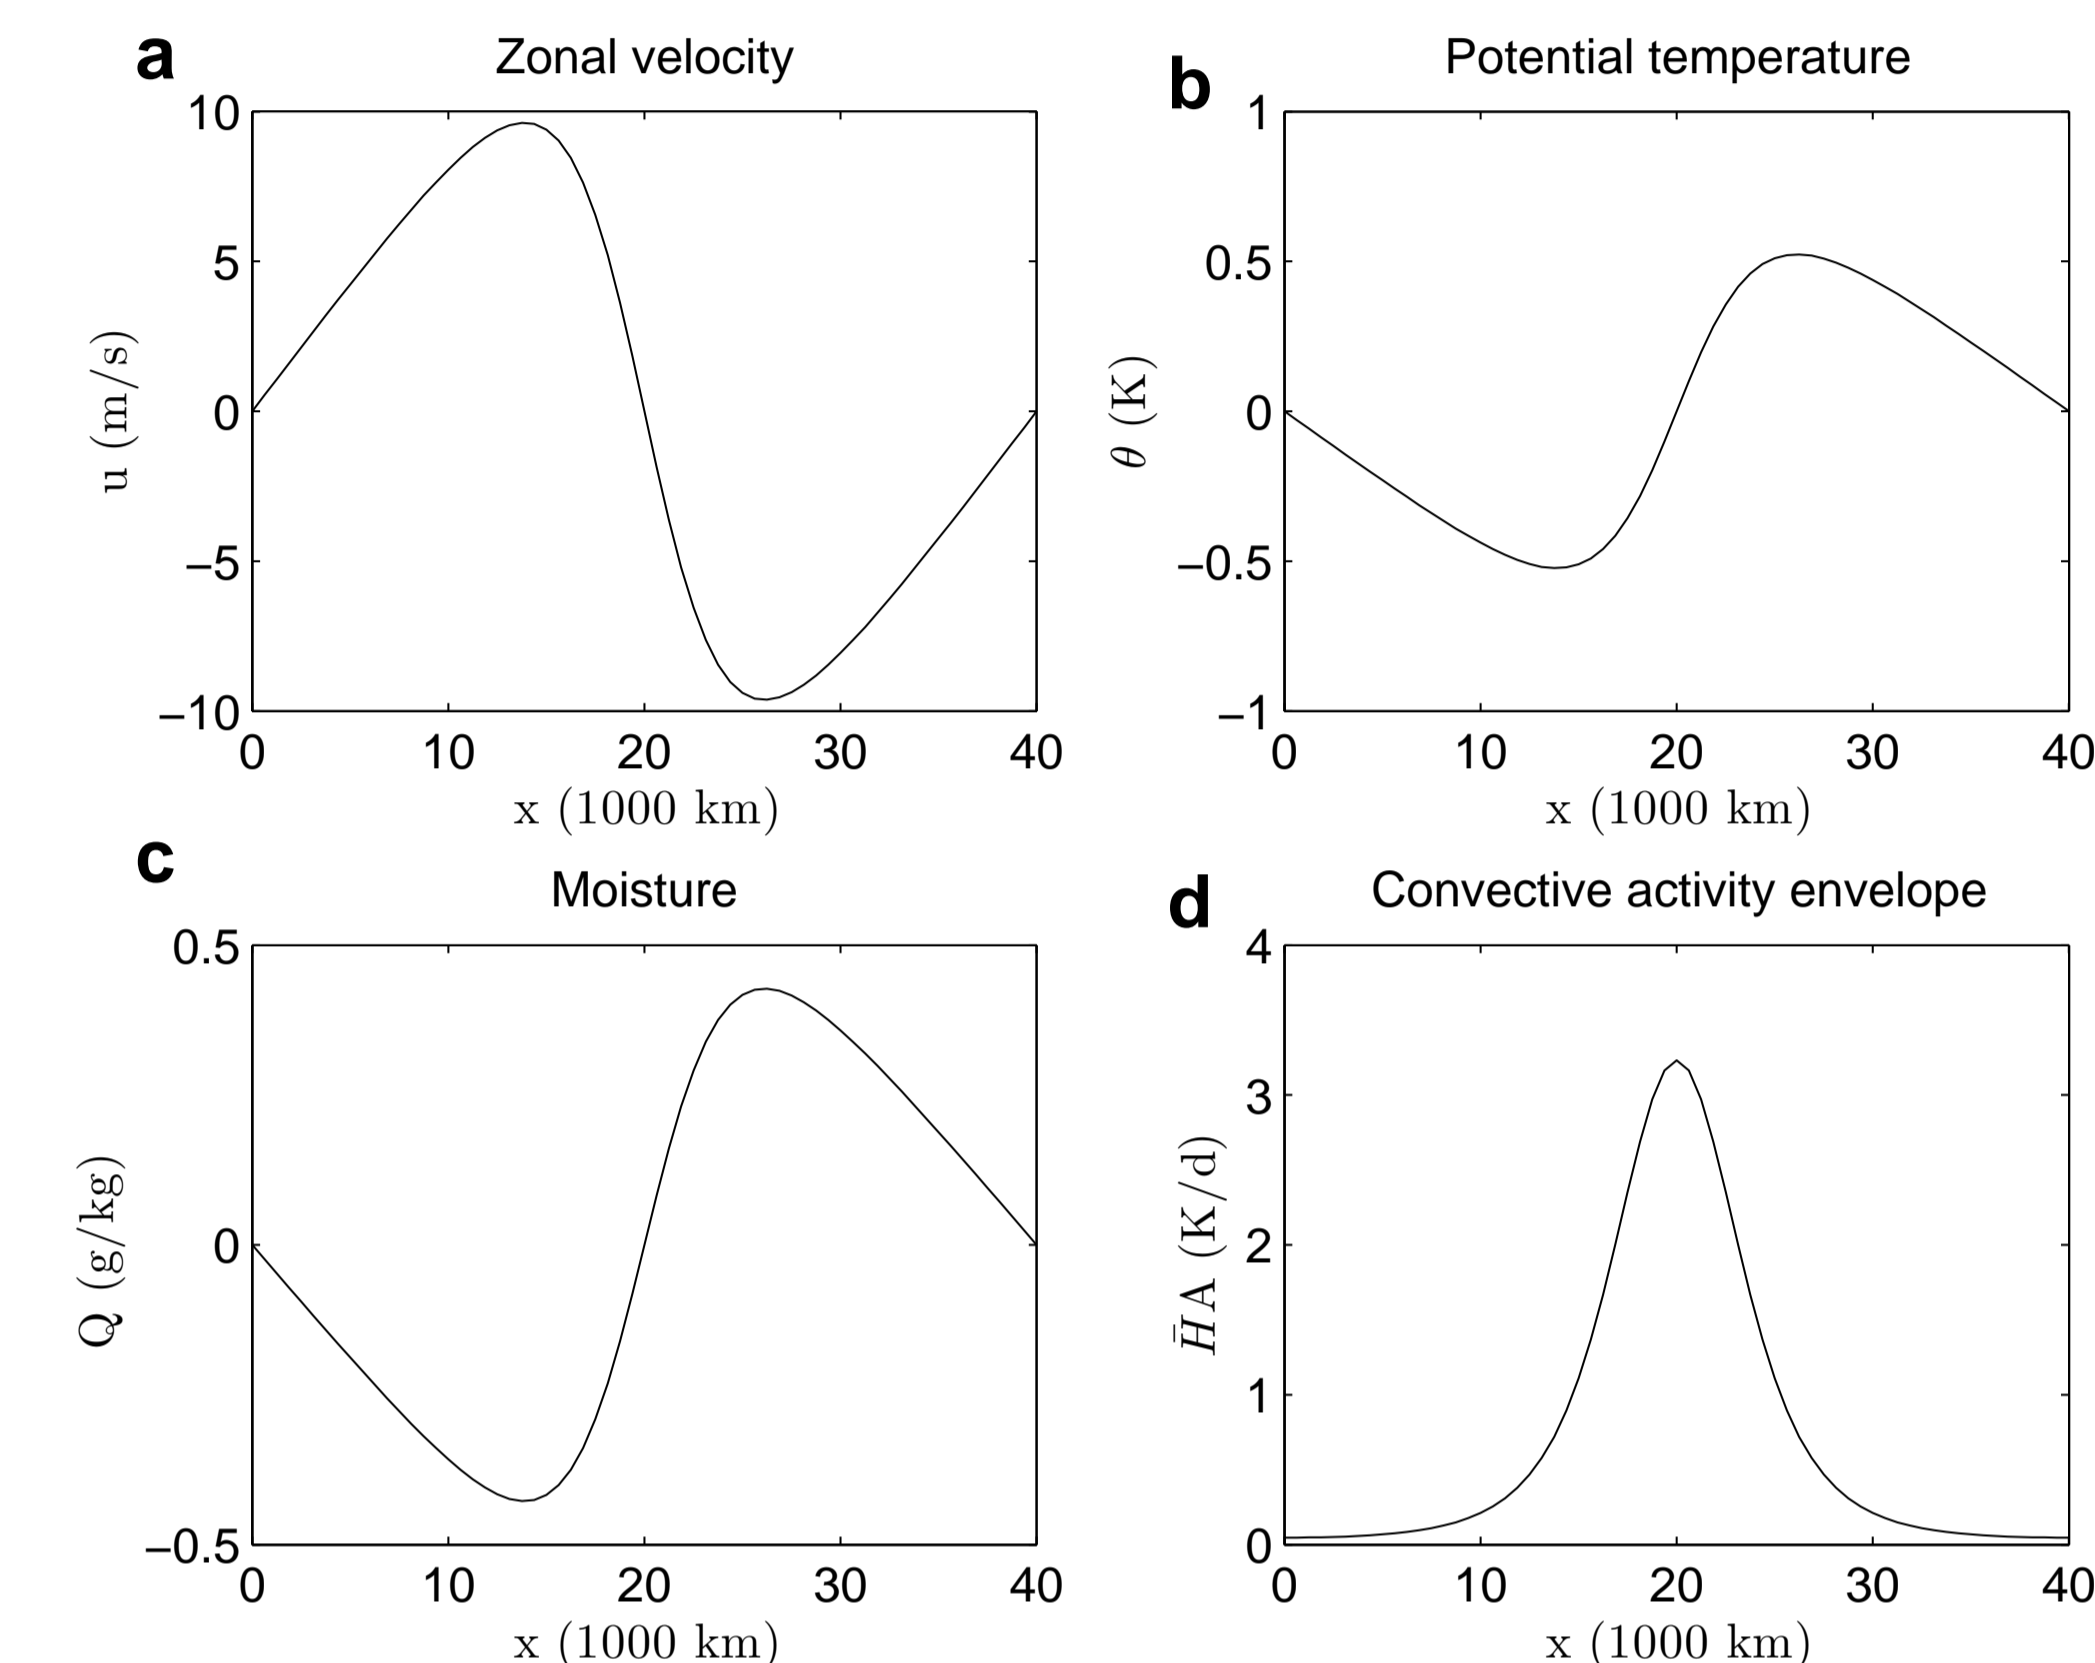 a
Zonal velocity
10
5
0
−5
−10
u (m/s)
0 10 20 30 40
x (1000 km)
b
Potential temperature
1
0.5
0
−0.5
−1
θ (K)
0 10 20 30 40
x (1000 km)
c
Moisture
0.5
0
−0.5
Q (g/kg)
0 10 20 30 40
x (1000 km)
d
Convective activity envelope
4
3
2
1
0
H̄A (K/d)
0 10 20 30 40
x (1000 km)